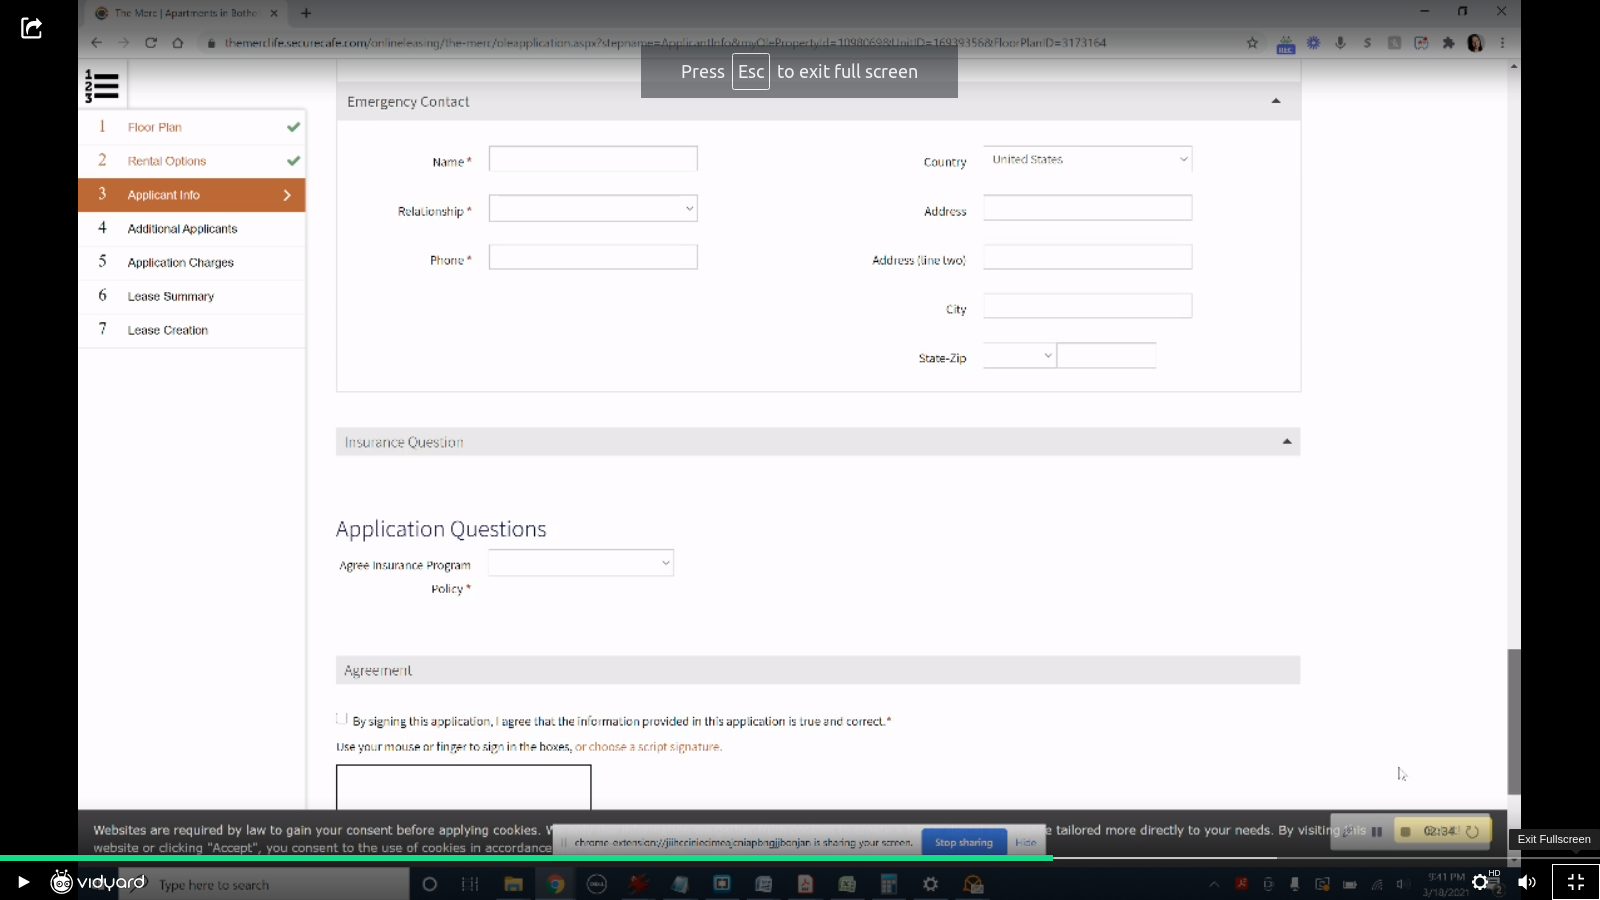 The Merc | Apartments in Bothe
themerclife.securecafe.com/onlineleasing/the-merc/oleapplication.aspx?stepname=ApplicantInfo&myOlePropertyId=1098069&UnitID=16939356&FloorPlanID=3173164
REC
Press Esc to exit full screen
1 2 3
Emergency Contact
1 Floor Plan
2 Rental Options
3 Applicant Info
4 Additional Applicants
5 Application Charges
6 Lease Summary
7 Lease Creation
Name * Country United States
Relationship * Address
Phone * Address (line two)
City
State-Zip
Insurance Question
Application Questions
Agree Insurance Program
Policy *
Agreement
By signing this application, I agree that the information provided in this application is true and correct.*
Use your mouse or finger to sign in the boxes, or choose a script signature.
Websites are required by law to gain your consent before applying cookies. W e tailored more directly to your needs. By visiting this
website or clicking "Accept", you consent to the use of cookies in accordance
is sharing your screen. Stop sharing Hide
02:34
Exit Fullscreen
vidyard
Type here to search
DELL
9:41 PM
3/18/2021
HD
2